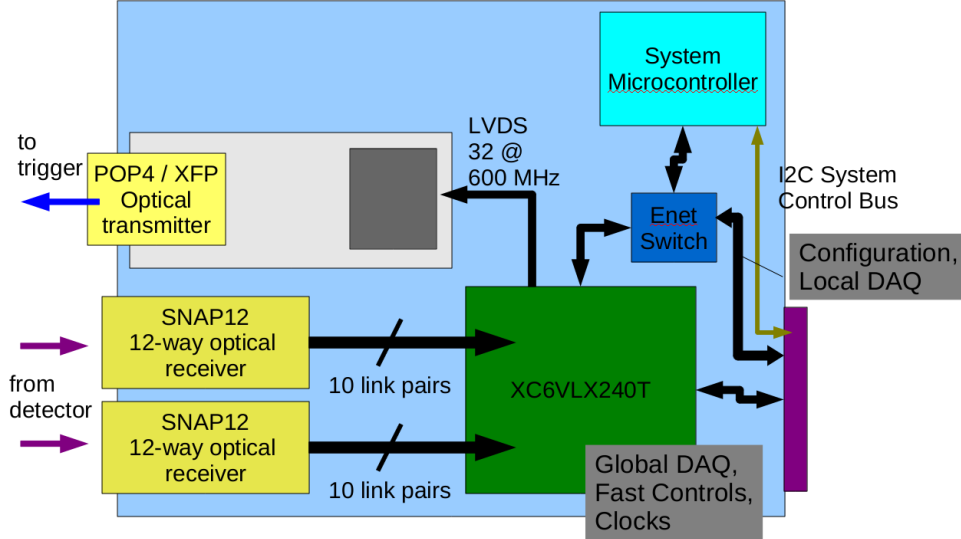 System
Microcontroller
to
trigger
POP4 / XFP
Optical
transmitter
LVDS
32 @
600 MHz
I2C System
Control Bus
Enet
Switch
Configuration,
Local DAQ
SNAP12
12-way optical
receiver
10 link pairs
from
detector
XC6VLX240T
SNAP12
12-way optical
receiver
10 link pairs
Global DAQ,
Fast Controls,
Clocks